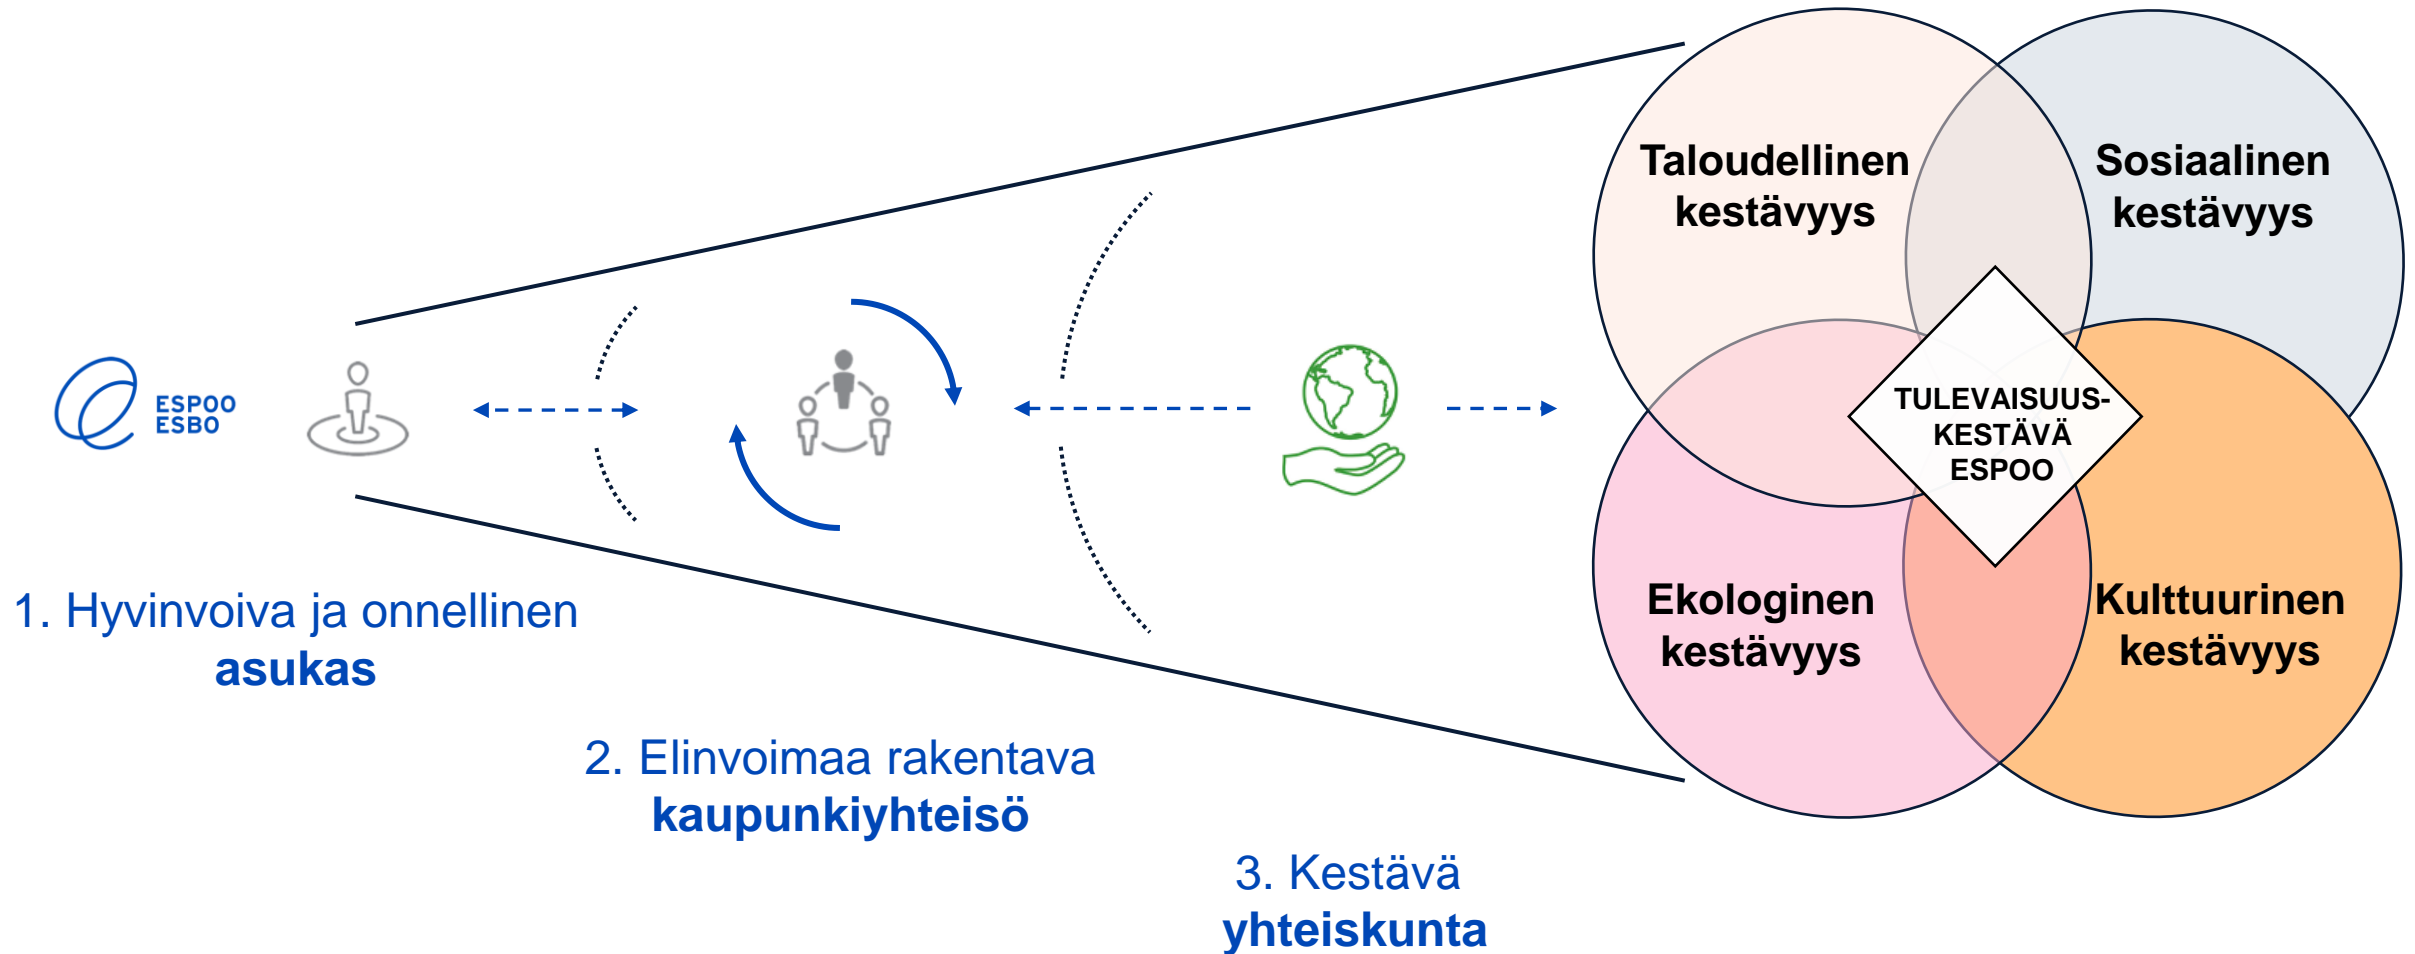 ESPOO
ESBO
1. Hyvinvoiva ja onnellinen
asukas
2. Elinvoimaa rakentava
kaupunkiyhteisö
3. Kestävä
yhteiskunta
Taloudellinen
kestävyys
Sosiaalinen
kestävyys
TULEVAISUUS-
KESTÄVÄ
ESPOO
Ekologinen
kestävyys
Kulttuurinen
kestävyys